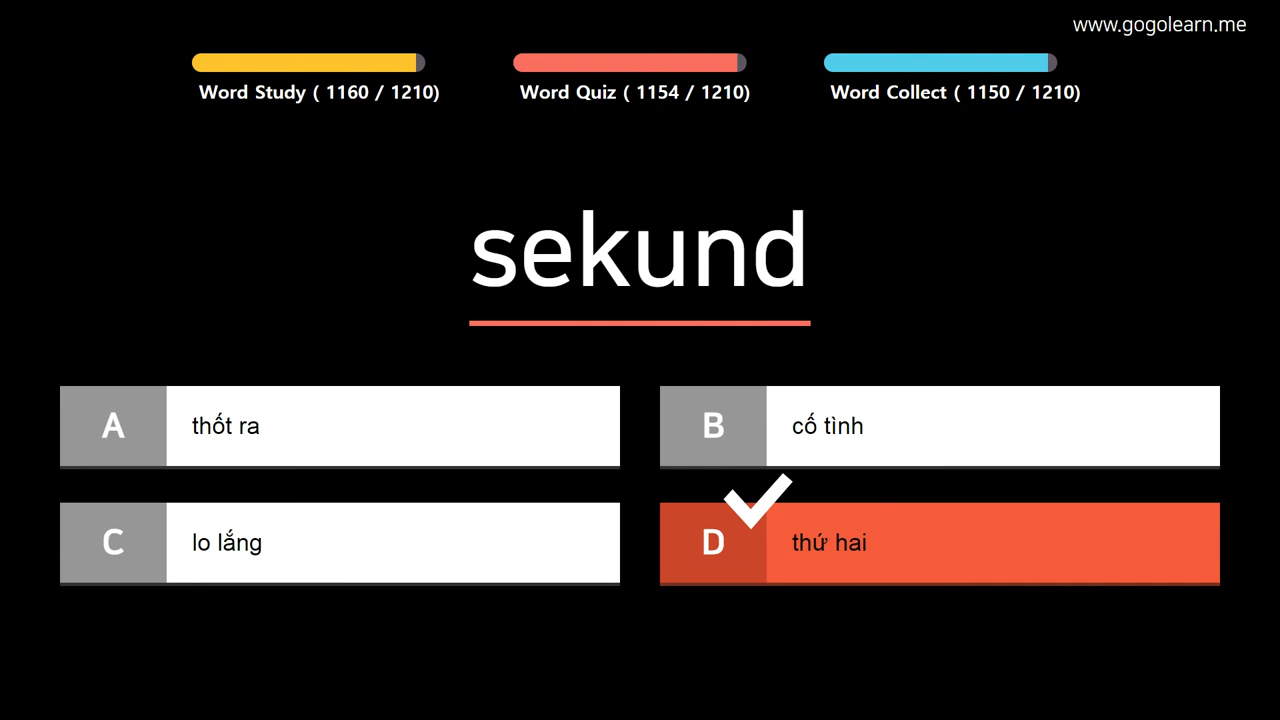 www.gogolearn.me
Word Study ( 1160 / 1210)
Word Quiz ( 1154 / 1210)
Word Collect ( 1150 / 1210)
sekund
A thốt ra
B cố tình
C lo lắng
D thứ hai